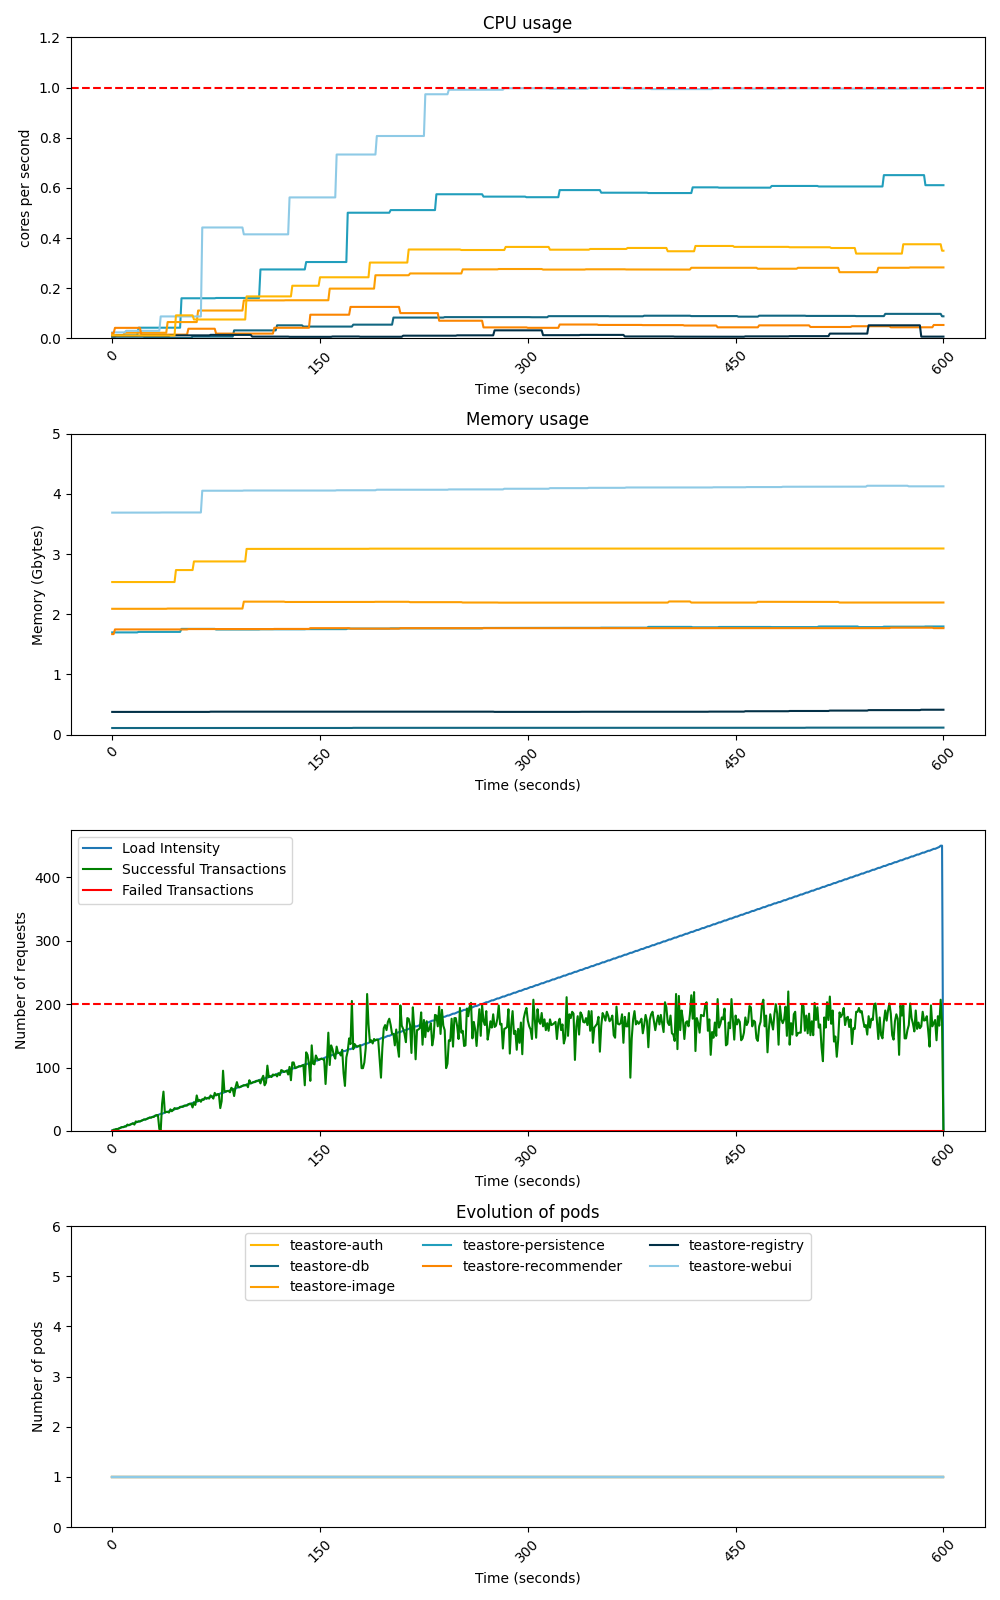 CPU usage
cores per second
1.2
1.0
0.8
0.6
0.4
0.2
0.0
0
150
300
450
600
Time (seconds)
Memory usage
Memory (Gbytes)
5
4
3
2
1
0
0
150
300
450
600
Time (seconds)
Load Intensity
Successful Transactions
Failed Transactions
Number of requests
400
300
200
100
0
0
150
300
450
600
Time (seconds)
Evolution of pods
teastore-auth
teastore-db
teastore-image
teastore-persistence
teastore-recommender
teastore-registry
teastore-webui
Number of pods
6
5
4
3
2
1
0
0
150
300
450
600
Time (seconds)